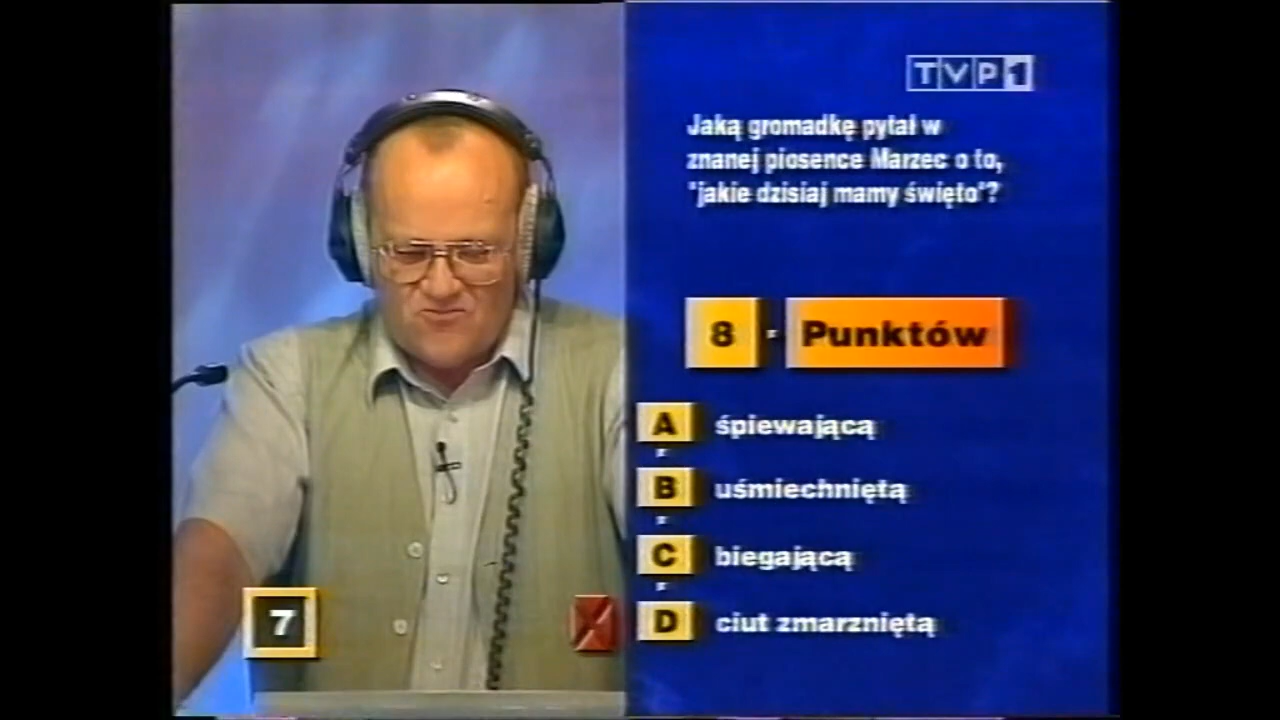 TVP1
Jaką gromadkę pytał w
znanej piosence Marzec o to,
"jakie dzisiaj mamy święto"?
8 Punktów
A śpiewającą
B uśmiechniętą
C biegającą
D ciut zmarzniętą
7